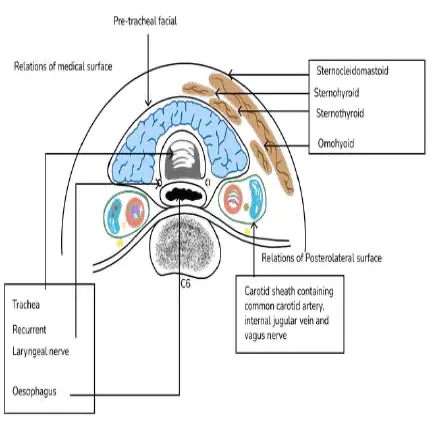 Pre-tracheal facial
Relations of medical surface
Sternocleidomastoid
Sternohyroid
Sternothyroid
Omohyoid
Relations of Posterolateral surface
C6
Trachea
Recurrent
Laryngeal nerve
Oesophagus
Carotid sheath containing
common carotid artery,
internal jugular vein and
vagus nerve